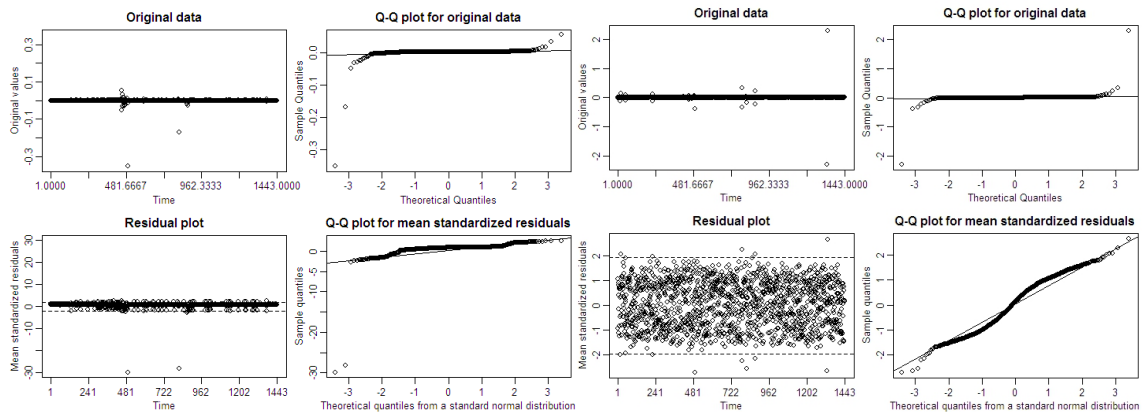 Original data
Original values
0.3
0.1
-0.1
-0.3
1.0000 481.6667 962.3333 1443.0000
Time
Q-Q plot for original data
Sample Quantiles
0.0
-0.1
-0.2
-0.3
-3 -2 -1 0 1 2 3
Theoretical Quantiles
Original data
Original values
2
1
0
-1
-2
1.0000 481.6667 962.3333 1443.0000
Time
Q-Q plot for original data
Sample Quantiles
2
1
0
-1
-2
-3 -2 -1 0 1 2 3
Theoretical Quantiles
Residual plot
Mean standardized residuals
30
10
0
-10
-30
1 241 481 722 962 1202 1443
Time
Q-Q plot for mean standardized residuals
Sample quantiles
0
-5
-10
-20
-30
-3 -2 -1 0 1 2 3
Theoretical quantiles from a standard normal distribution
Residual plot
Mean standardized residuals
2
1
0
-1
-2
1 241 481 722 962 1202 1443
Time
Q-Q plot for mean standardized residuals
Sample quantiles
2
1
0
-1
-2
-3 -2 -1 0 1 2 3
Theoretical quantiles from a standard normal distribution